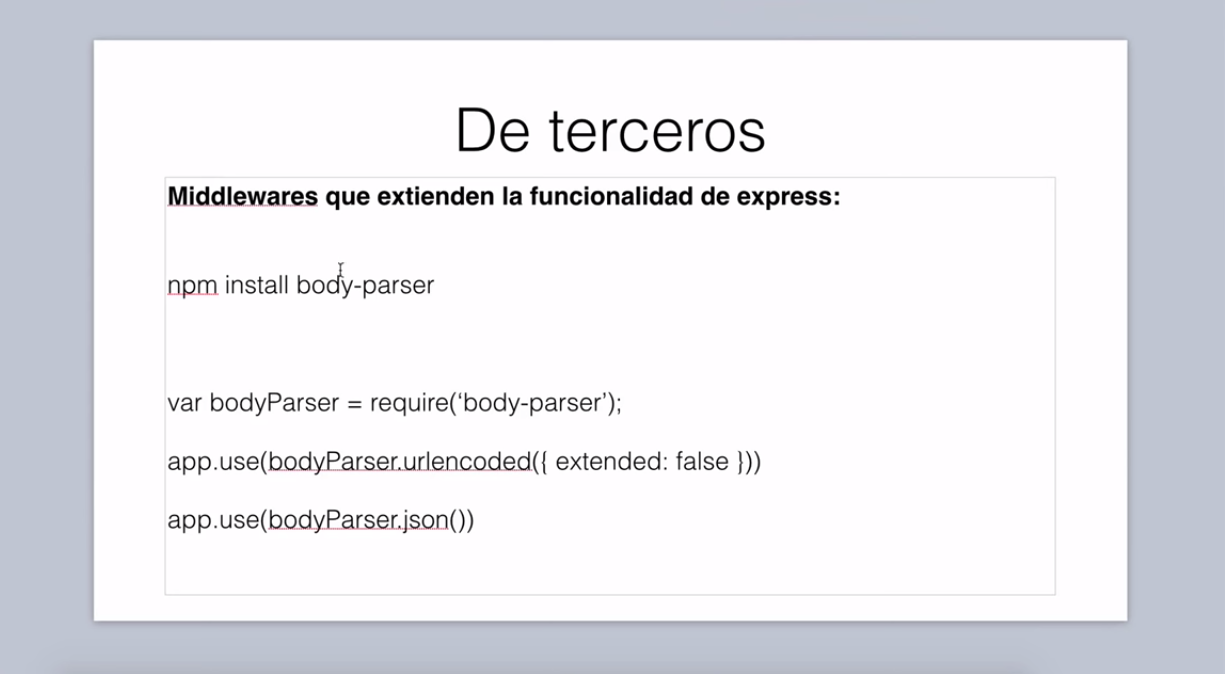 De terceros
Middlewares que extienden la funcionalidad de express:
npm install body-parser
var bodyParser = require(‘body-parser’);
app.use(bodyParser.urlencoded({ extended: false }))
app.use(bodyParser.json())